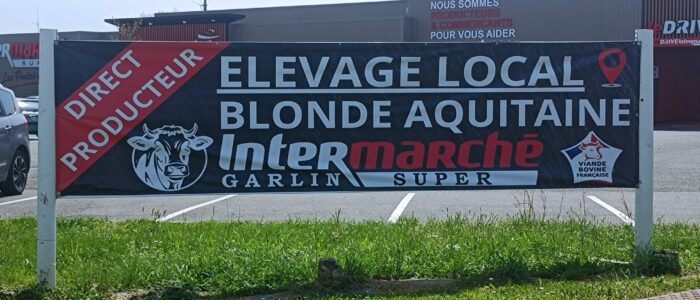 NOUS SOMMES
PRODUCTEURS
& COMMERÇANTS
POUR VOUS AIDER
DRIVE
DIRECT
PRODUCTEUR
ELEVAGE LOCAL
BLONDE AQUITAINE
Intermarché
GARLIN SUPER
VIANDE
BOVINE
FRANÇAISE